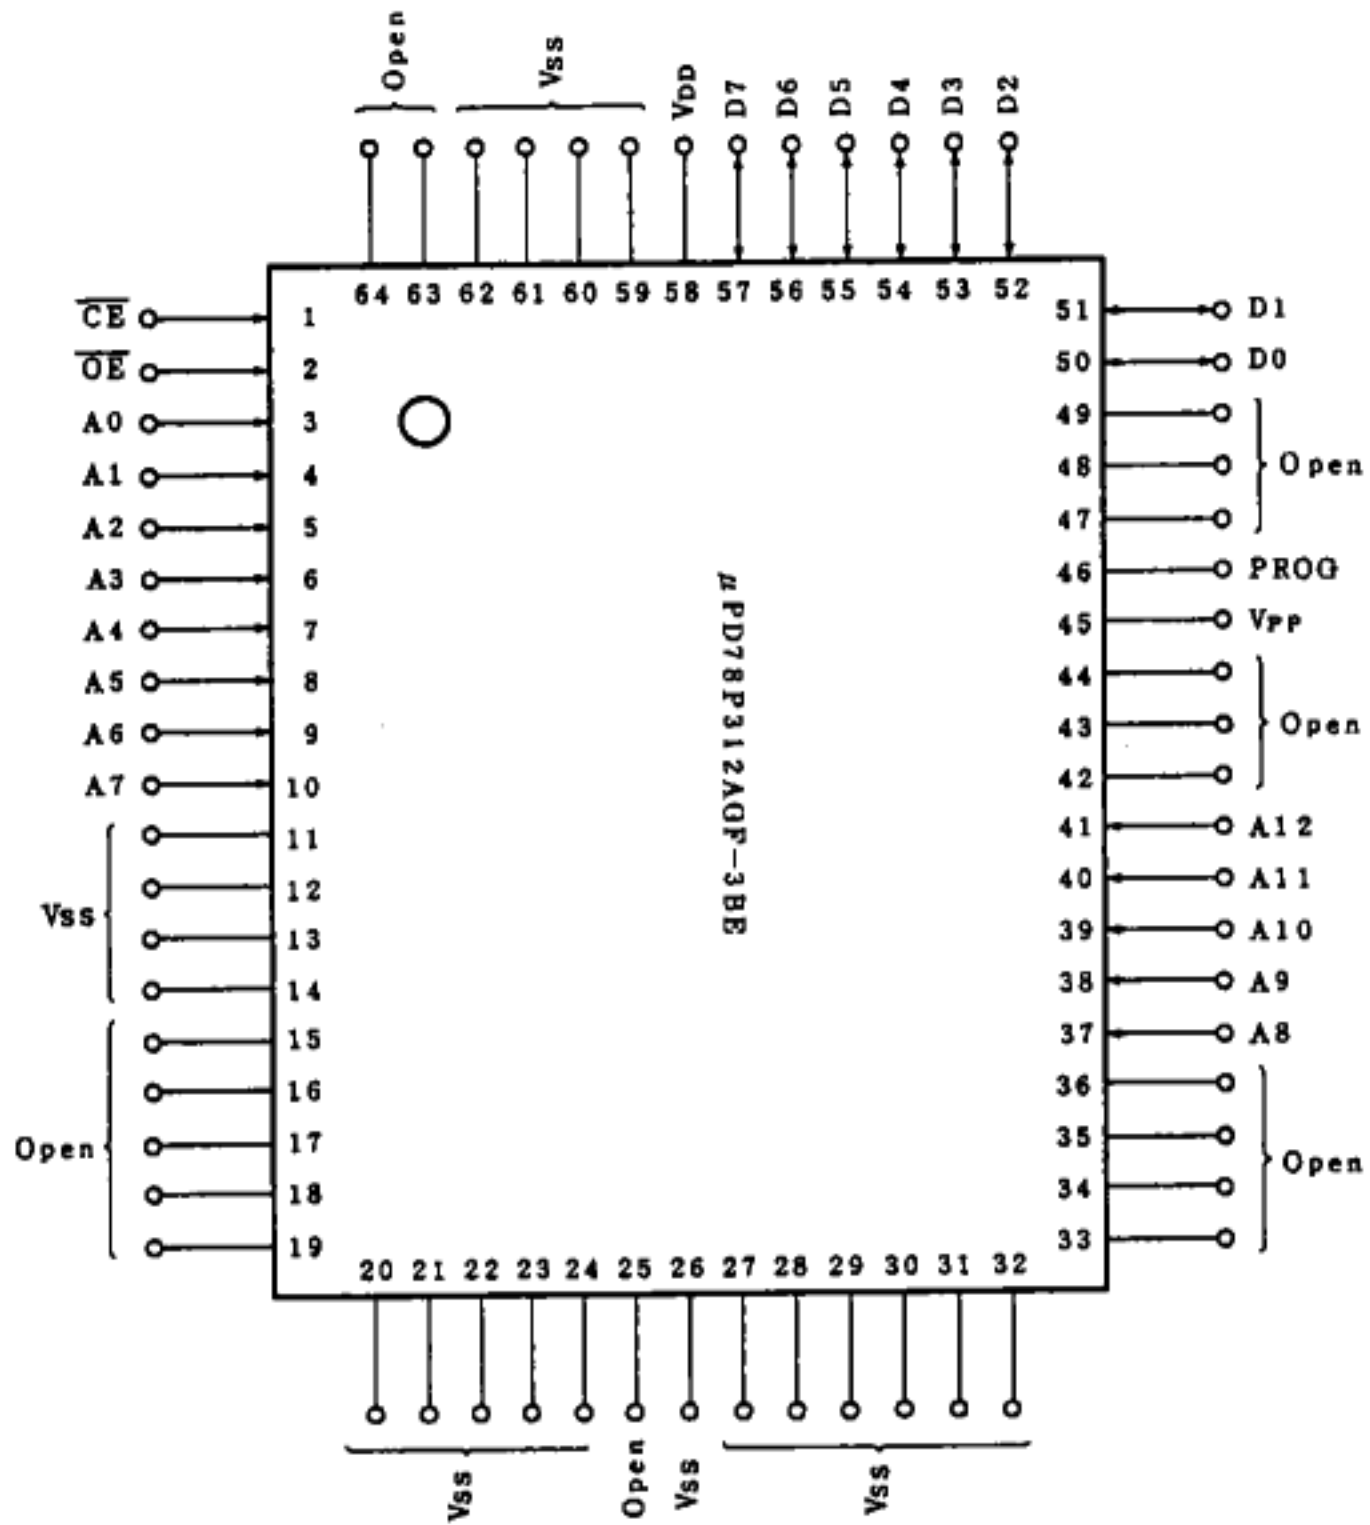 Open
Vss
VDD
D7
D6
D5
D4
D3
D2
64 63 62 61 60 59 58 57 56 55 54 53 52
CE 1
OE 2
A0 3
A1 4
A2 5
A3 6
A4 7
A5 8
A6 9
A7 10
11
12
Vss
13
14
15
16
Open 17
18
19
μPD78P312AGF-3BE
51 D1
50 D0
49
48 Open
47
46 PROG
45 VPP
44
43 Open
42
41 A12
40 A11
39 A10
38 A9
37 A8
36
35
Open
34
33
20 21 22 23 24 25 26 27 28 29 30 31 32
Vss
Open
Vss
Vss